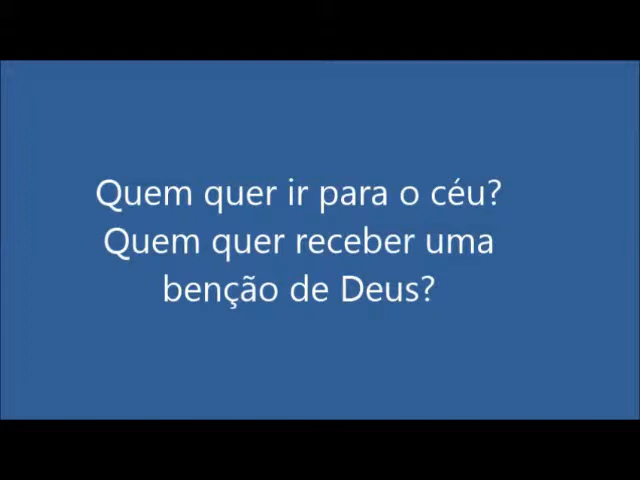 Quem quer ir para o céu?
Quem quer receber uma
benção de Deus?